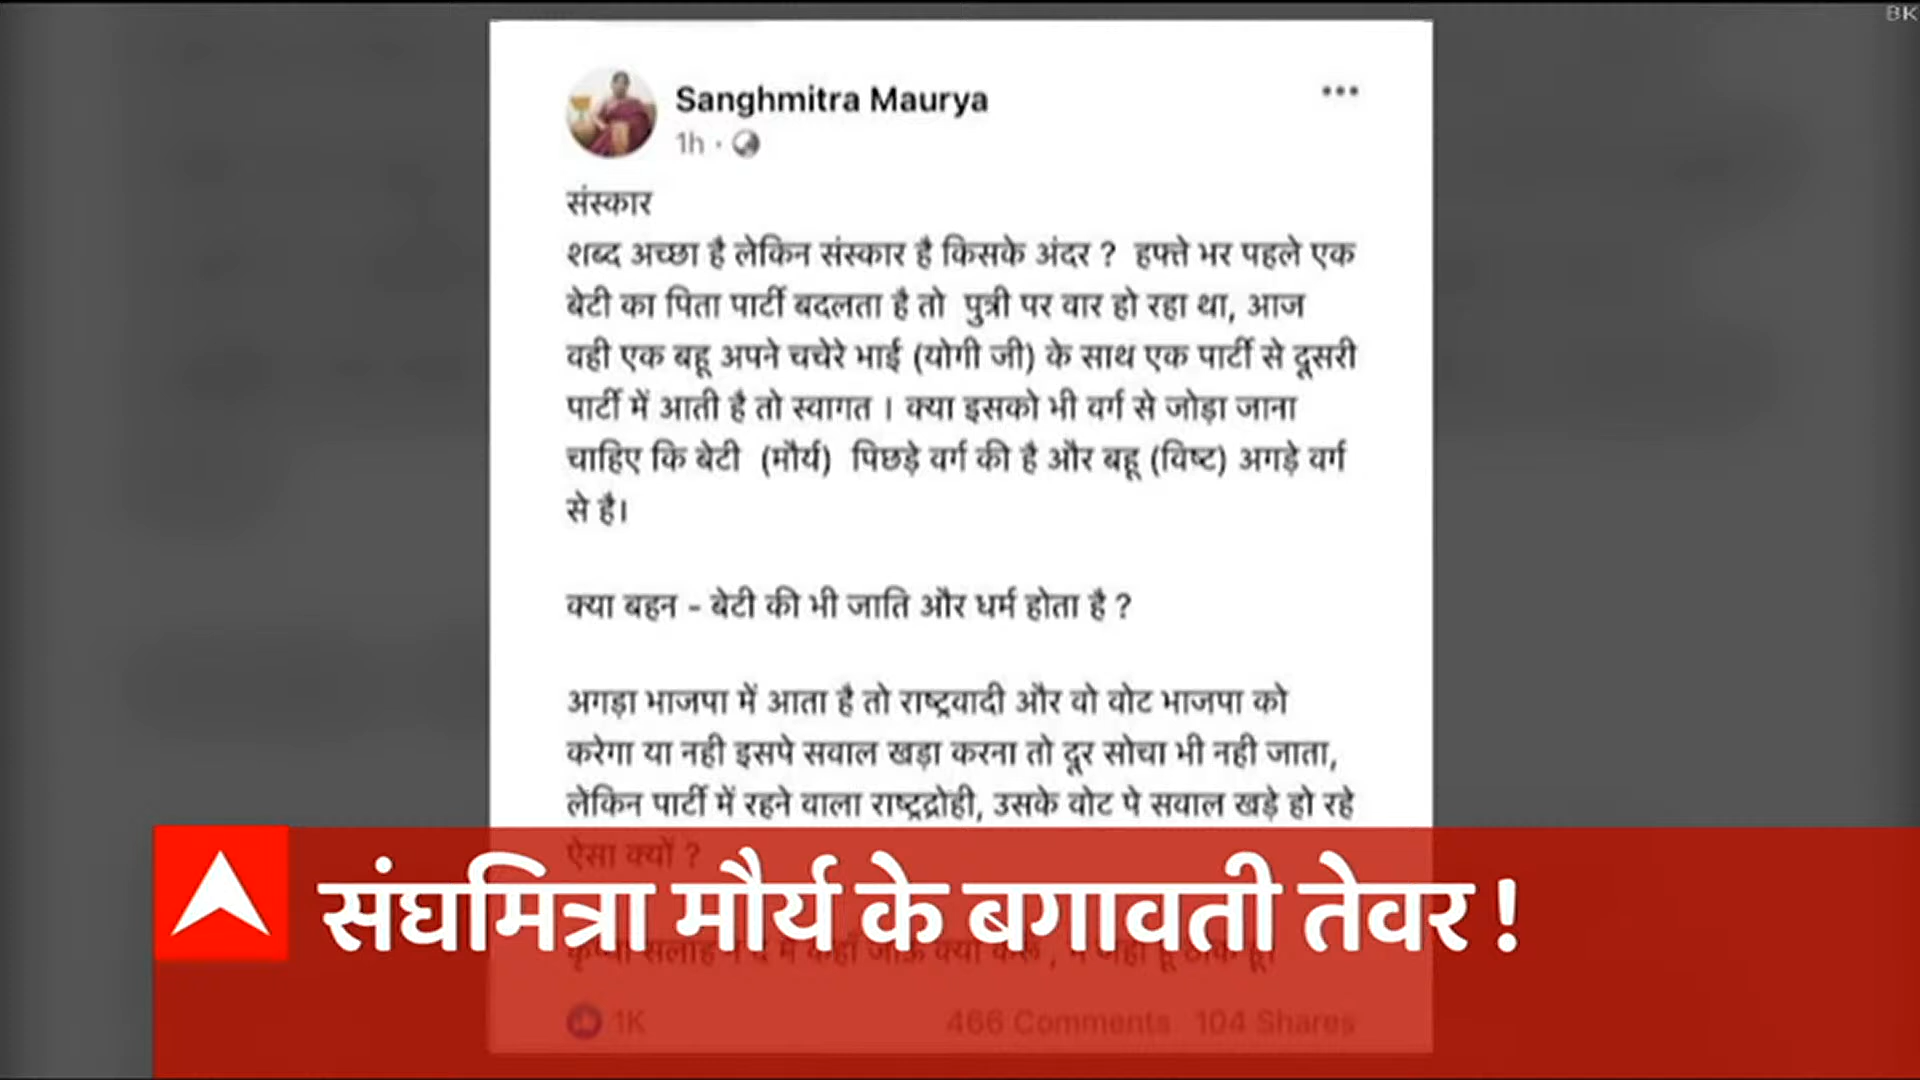 BK
Sanghmitra Maurya
1h ·
संस्कार
शब्द अच्छा है लेकिन संस्कार है किसके अंदर ? हफ्ते भर पहले एक
बेटी का पिता पार्टी बदलता है तो पुत्री पर वार हो रहा था, आज
वही एक बहू अपने चचेरे भाई (योगी जी) के साथ एक पार्टी से दूसरी
पार्टी में आती है तो स्वागत । क्या इसको भी वर्ग से जोड़ा जाना
चाहिए कि बेटी (मौर्य) पिछड़े वर्ग की है और बहू (विष्ट) अगड़े वर्ग
से है।
क्या बहन - बेटी की भी जाति और धर्म होता है ?
अगड़ा भाजपा में आता है तो राष्ट्रवादी और वो वोट भाजपा को
करेगा या नही इसपे सवाल खड़ा करना तो दूर सोचा भी नही जाता,
लेकिन पार्टी में रहने वाला राष्ट्रद्रोही, उसके वोट पे सवाल खड़े हो रहे
ऐसा क्यों ?
संघमित्रा मौर्य के बगावती तेवर !
सलाह
1K
466 Comments 104 Shares